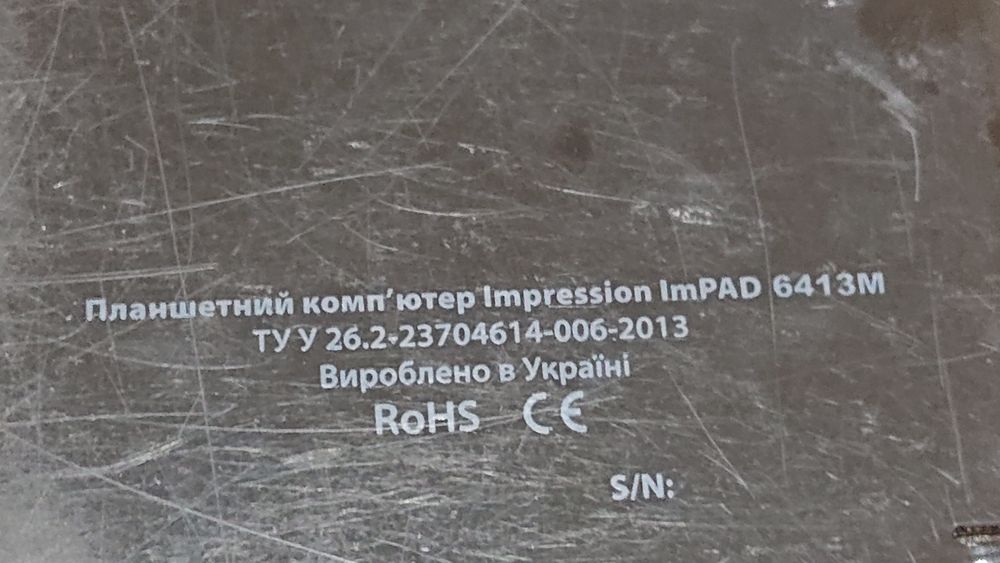 Планшетний комп'ютер Impression ImPAD 6413M
ТУ У 26.2-23704614-006-2013
Вироблено в Україні
RoHS CE
S/N: